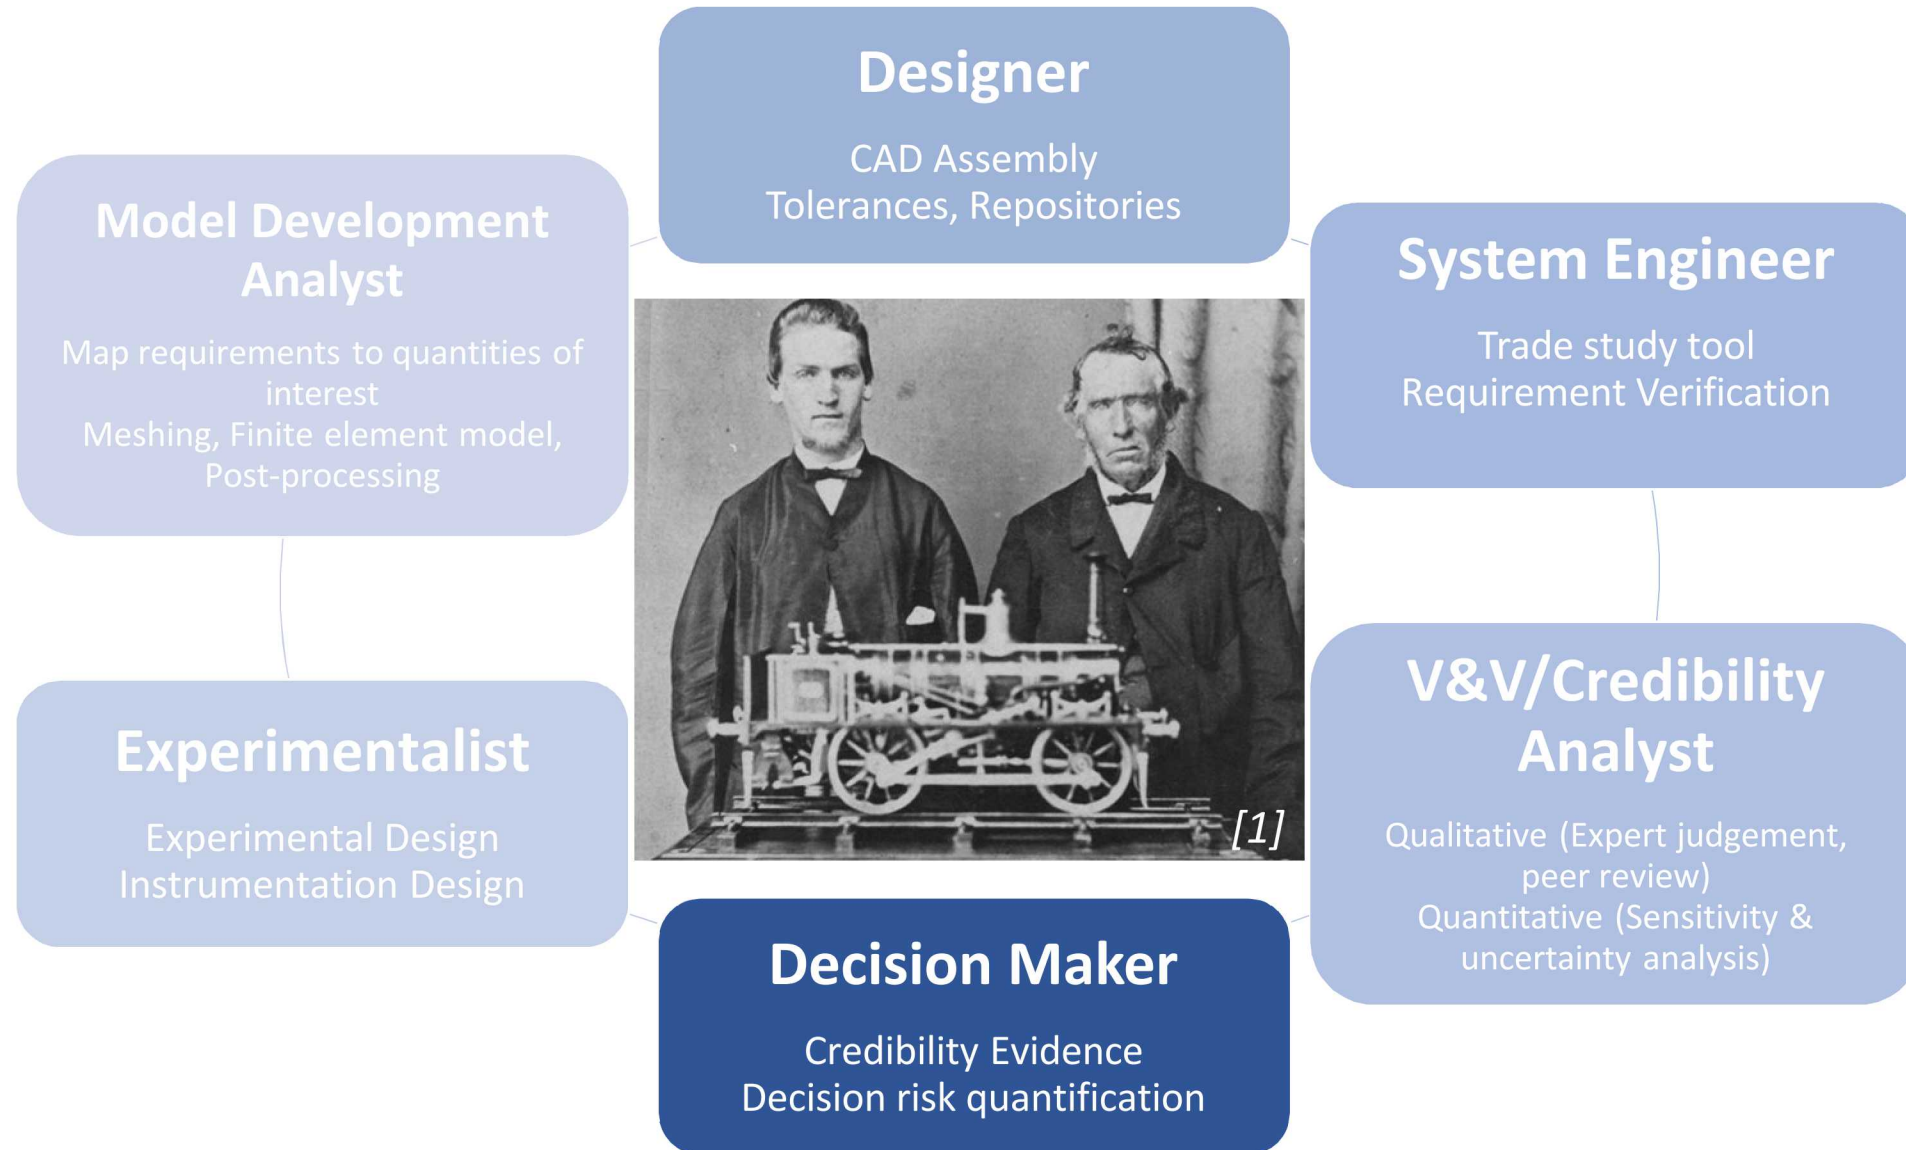 Designer
CAD Assembly
Tolerances, Repositories
System Engineer
Trade study tool
Requirement Verification
V&V/Credibility
Analyst
Qualitative (Expert judgement,
peer review)
Quantitative (Sensitivity &
uncertainty analysis)
Decision Maker
Credibility Evidence
Decision risk quantification
Experimentalist
Experimental Design
Instrumentation Design
Model Development
Analyst
Map requirements to quantities of
interest
Meshing, Finite element model,
Post-processing
[1]